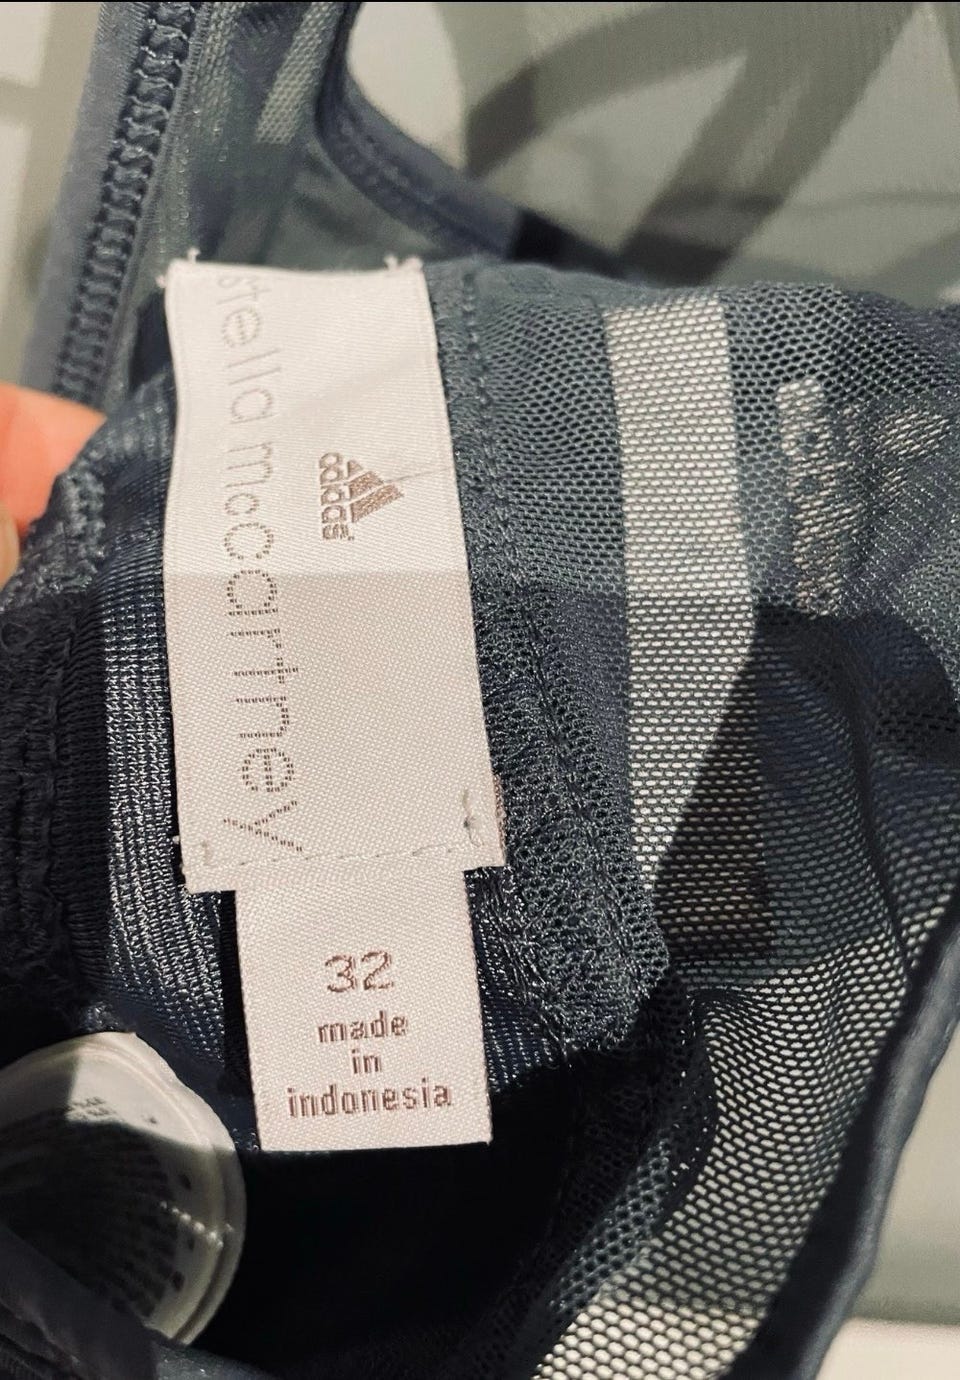 stella mccartney
adidas
32
made
in
indonesia